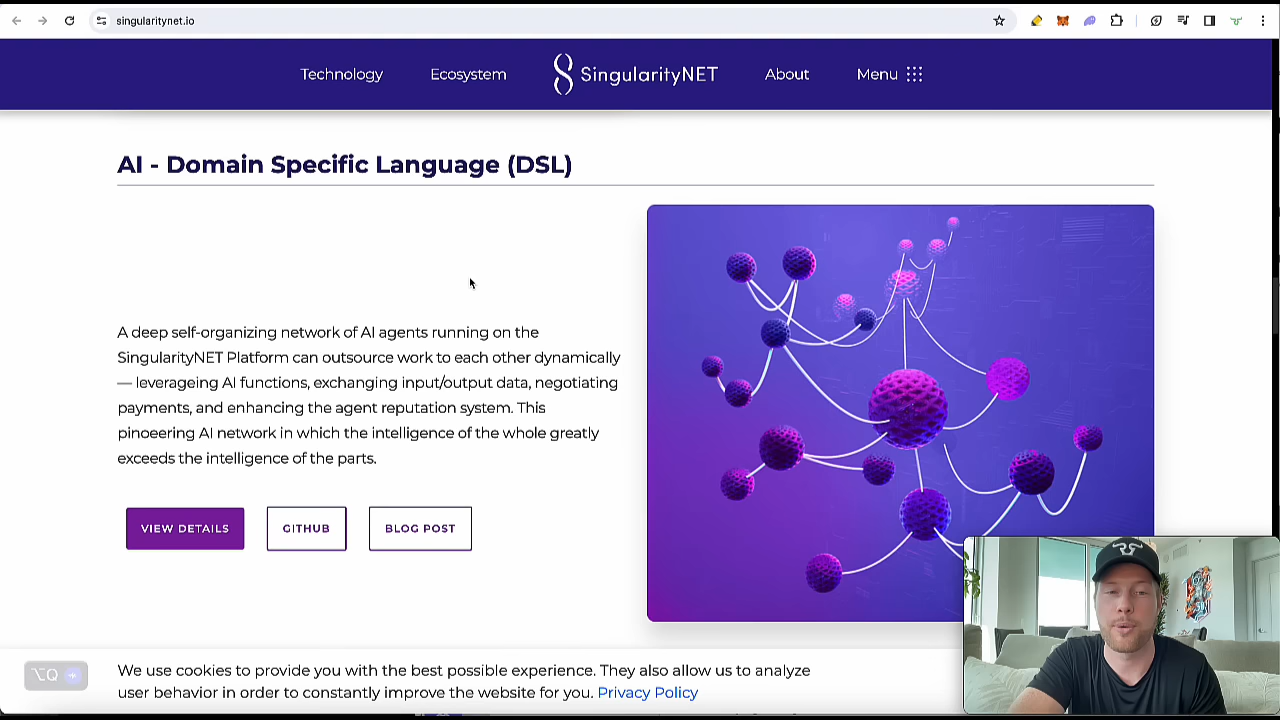 singularitynet.io
Technology
Ecosystem
SingularityNET
About
Menu
AI - Domain Specific Language (DSL)
A deep self-organizing network of AI agents running on the
SingularityNET Platform can outsource work to each other dynamically
— leverageing AI functions, exchanging input/output data, negotiating
payments, and enhancing the agent reputation system. This
pinoeering AI network in which the intelligence of the whole greatly
exceeds the intelligence of the parts.
VIEW DETAILS
GITHUB
BLOG POST
⌥Q
We use cookies to provide you with the best possible experience. They also allow us to analyze
user behavior in order to constantly improve the website for you. Privacy Policy